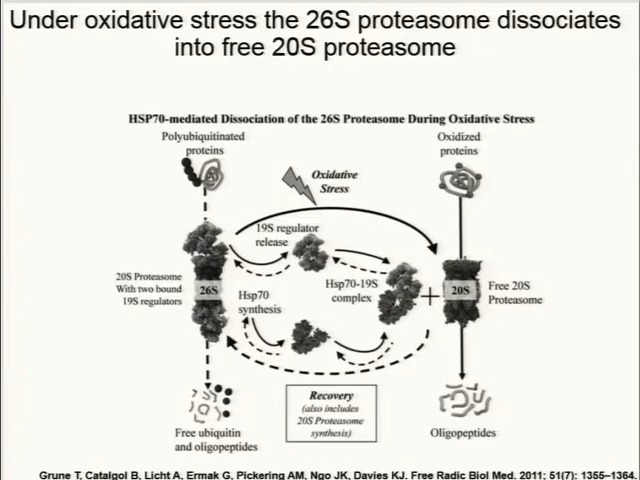 Under oxidative stress the 26S proteasome dissociates
into free 20S proteasome
HSP70-mediated Dissociation of the 26S Proteasome During Oxidative Stress
Polyubiquitinated
proteins
Oxidized
proteins
Oxidative
Stress
19S regulator
release
20S Proteasome
With two bound
19S regulators
26S
Hsp70
synthesis
Hsp70-19S
complex
+
20S
Free 20S
Proteasome
Recovery
(also includes
20S Proteasome
synthesis)
Free ubiquitin
and oligopeptides
Oligopeptides
Grune T, Catalgol B, Licht A, Ermak G, Pickering AM, Ngo JK, Davies KJ. Free Radic Biol Med. 2011; 51(7): 1355–1364.